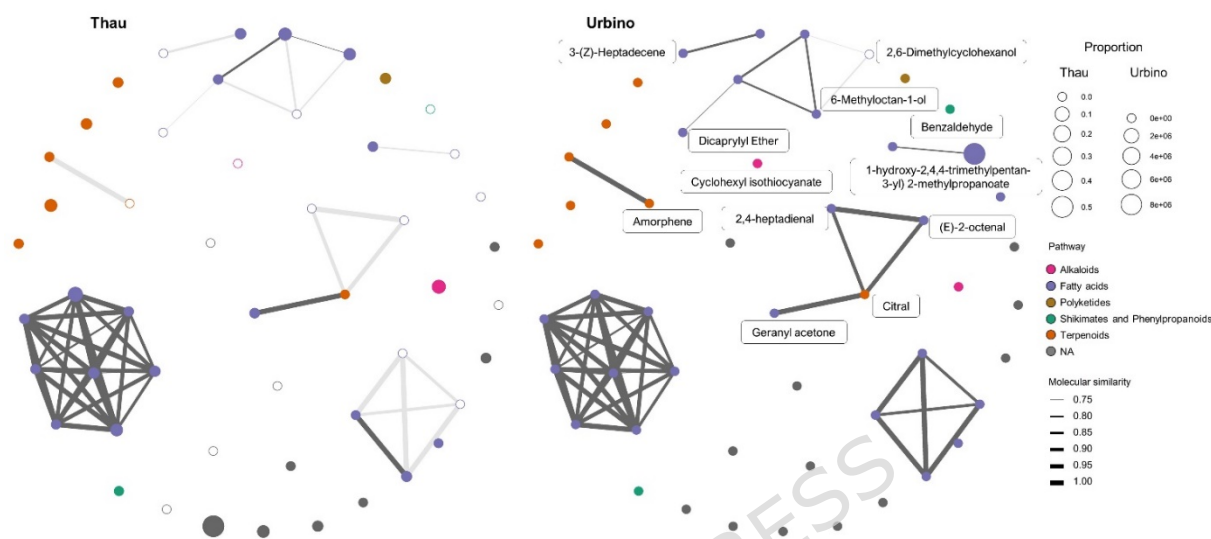 Thau
Urbino
3-(Z)-Heptadecene
2,6-Dimethylcyclohexanol
6-Methyloctan-1-ol
Benzaldehyde
Dicaprylyl Ether
Cyclohexyl isothiocyanate
1-hydroxy-2,4,4-trimethylpentan-
3-yl) 2-methylpropanoate
Amorphene
2,4-heptadienal
(E)-2-octenal
Citral
Geranyl acetone
Proportion
Thau
Urbino
0.0
0.1
0.2
0.3
0.4
0.5
0e+00
2e+06
4e+06
6e+06
8e+06
Pathway
Alkaloids
Fatty acids
Polyketides
Shikimates and Phenylpropanoids
Terpenoids
NA
Molecular similarity
0.75
0.80
0.85
0.90
0.95
1.00
RESS